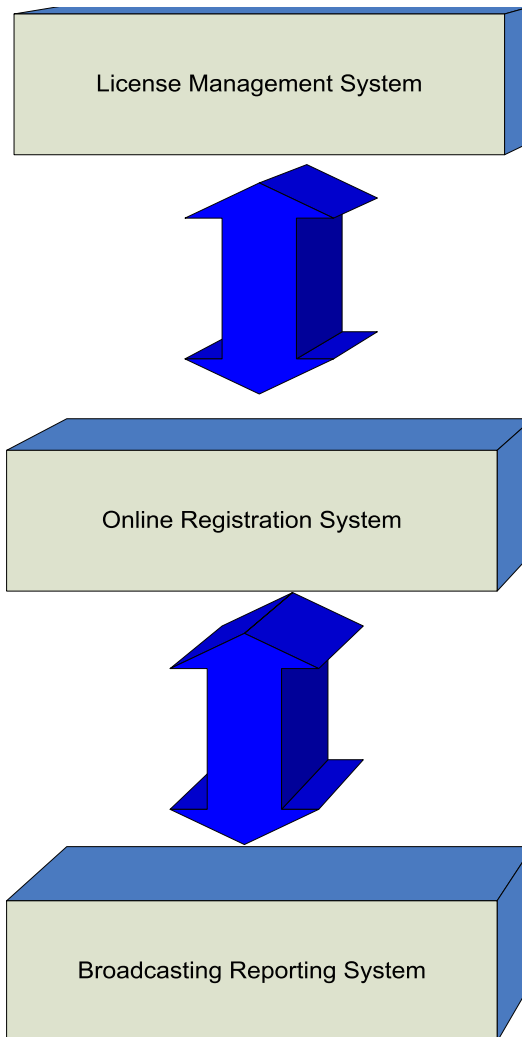 License Management System
Online Registration System
Broadcasting Reporting System